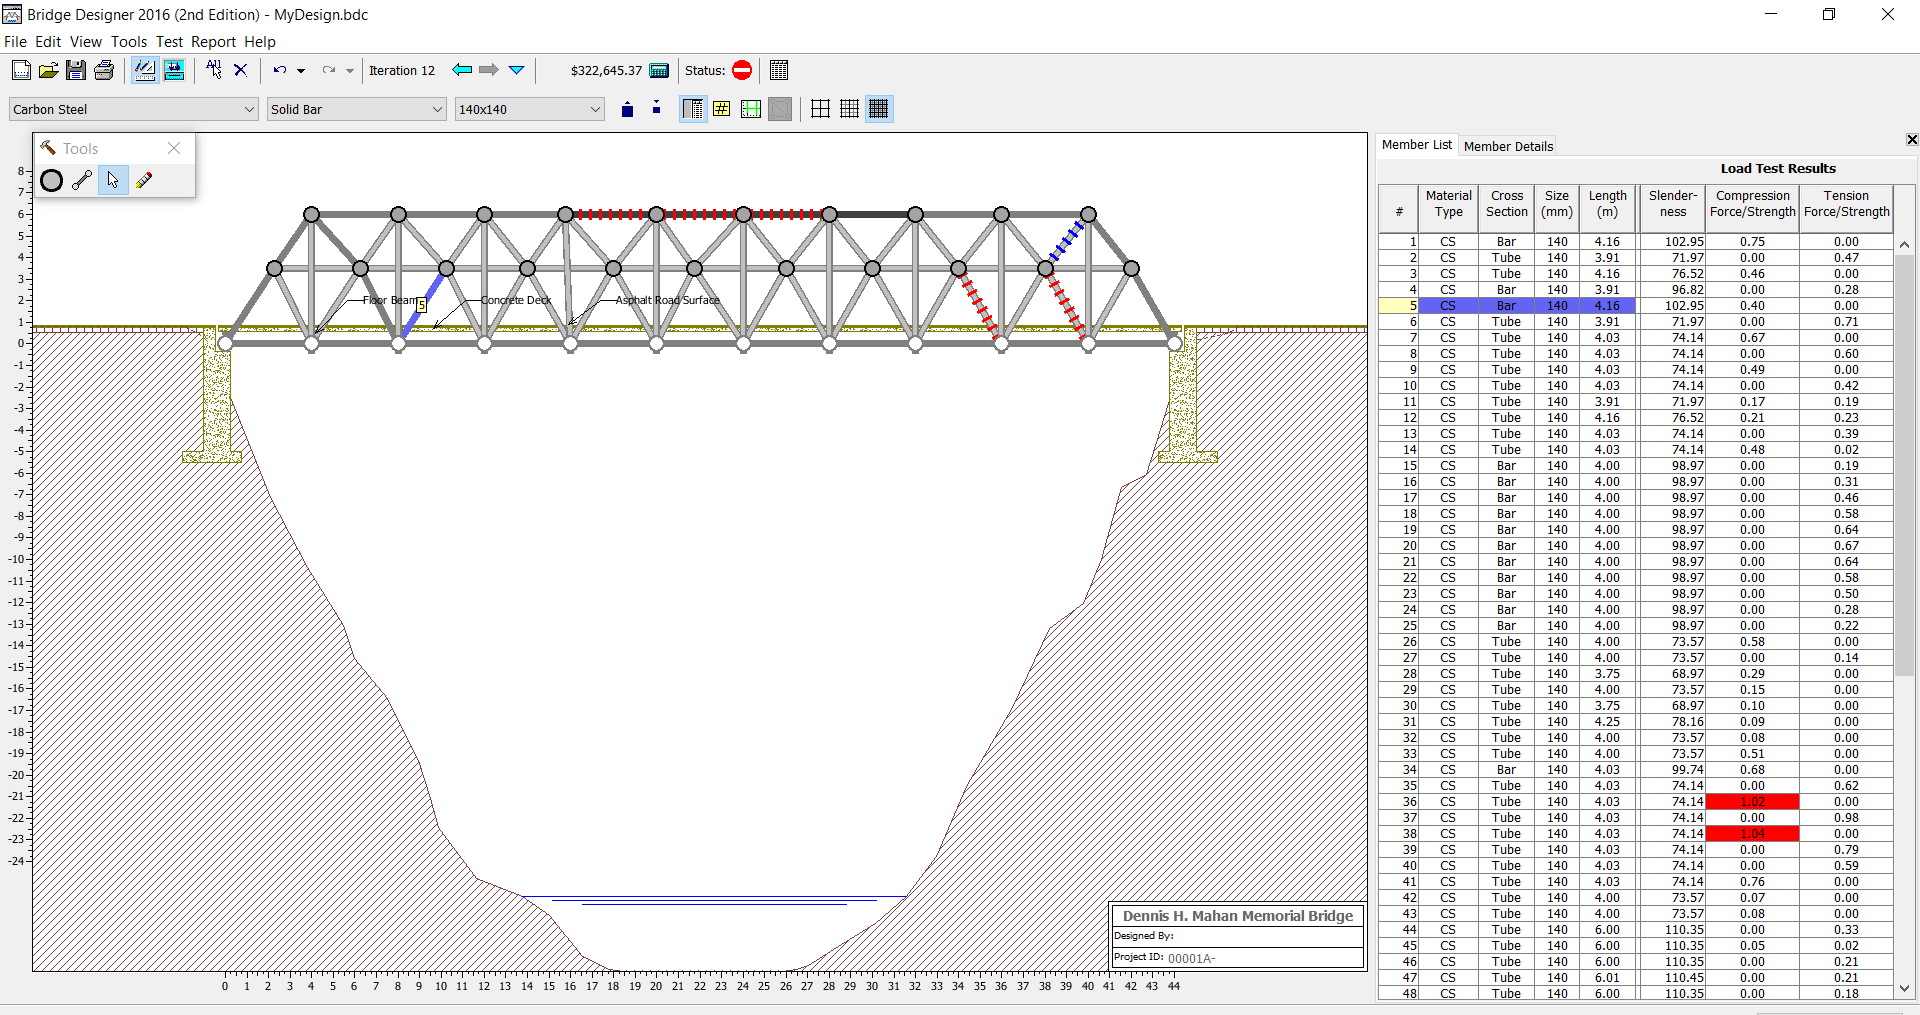 Bridge Designer 2016 (2nd Edition) - MyDesign.bdc
File Edit View Tools Test Report Help
Iteration 12 $322,645.37 Status:
Carbon Steel Solid Bar 140x140
Tools
8
7
6
5
4
3
2
1
0
-1
-2
-3
-4
-5
-6
-7
-8
-9
-10
-11
-12
-13
-14
-15
-16
-17
-18
-19
-20
-21
-22
-23
-24
Floor Beam 5 Concrete Deck Asphalt Road Surface
Dennis H. Mahan Memorial Bridge
Designed By:
Project ID: 00001A-
0 1 2 3 4 5 6 7 8 9 10 11 12 13 14 15 16 17 18 19 20 21 22 23 24 25 26 27 28 29 30 31 32 33 34 35 36 37 38 39 40 41 42 43 44
Member List Member Details
Load Test Results
# Material Type Cross Section Size (mm) Length (m) Slender-ness Compression Force/Strength Tension Force/Strength
1 CS Bar 140 4.16 102.95 0.75 0.00
2 CS Tube 140 3.91 71.97 0.00 0.47
3 CS Tube 140 4.16 76.52 0.46 0.00
4 CS Bar 140 3.91 96.82 0.00 0.28
5 CS Bar 140 4.16 102.95 0.40 0.00
6 CS Tube 140 3.91 71.97 0.00 0.71
7 CS Tube 140 4.03 74.14 0.67 0.00
8 CS Tube 140 4.03 74.14 0.00 0.60
9 CS Tube 140 4.03 74.14 0.49 0.00
10 CS Tube 140 4.03 74.14 0.00 0.42
11 CS Tube 140 3.91 71.97 0.17 0.19
12 CS Tube 140 4.16 76.52 0.21 0.23
13 CS Tube 140 4.03 74.14 0.00 0.39
14 CS Tube 140 4.03 74.14 0.48 0.02
15 CS Bar 140 4.00 98.97 0.00 0.19
16 CS Bar 140 4.00 98.97 0.00 0.31
17 CS Bar 140 4.00 98.97 0.00 0.46
18 CS Bar 140 4.00 98.97 0.00 0.58
19 CS Bar 140 4.00 98.97 0.00 0.64
20 CS Bar 140 4.00 98.97 0.00 0.67
21 CS Bar 140 4.00 98.97 0.00 0.64
22 CS Bar 140 4.00 98.97 0.00 0.58
23 CS Bar 140 4.00 98.97 0.00 0.50
24 CS Bar 140 4.00 98.97 0.00 0.28
25 CS Bar 140 4.00 98.97 0.00 0.22
26 CS Tube 140 4.00 73.57 0.58 0.00
27 CS Tube 140 4.00 73.57 0.00 0.14
28 CS Tube 140 3.75 68.97 0.29 0.00
29 CS Tube 140 4.00 73.57 0.15 0.00
30 CS Tube 140 3.75 68.97 0.10 0.00
31 CS Tube 140 4.25 78.16 0.09 0.00
32 CS Tube 140 4.00 73.57 0.08 0.00
33 CS Tube 140 4.00 73.57 0.51 0.00
34 CS Bar 140 4.03 99.74 0.68 0.00
35 CS Tube 140 4.03 74.14 0.00 0.62
36 CS Tube 140 4.03 74.14 1.02 0.00
37 CS Tube 140 4.03 74.14 0.00 0.98
38 CS Tube 140 4.03 74.14 1.04 0.00
39 CS Tube 140 4.03 74.14 0.00 0.79
40 CS Tube 140 4.03 74.14 0.00 0.59
41 CS Tube 140 4.03 74.14 0.76 0.00
42 CS Tube 140 4.00 73.57 0.07 0.00
43 CS Tube 140 4.00 73.57 0.08 0.00
44 CS Tube 140 6.00 110.35 0.00 0.33
45 CS Tube 140 6.00 110.35 0.05 0.02
46 CS Tube 140 6.00 110.35 0.00 0.21
47 CS Tube 140 6.01 110.45 0.00 0.21
48 CS Tube 140 6.00 110.35 0.00 0.18